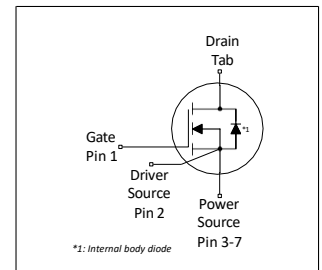 Drain
Tab
*1
Gate
Pin 1
Driver
Source
Pin 2
Power
Source
Pin 3-7
*1: Internal body diode